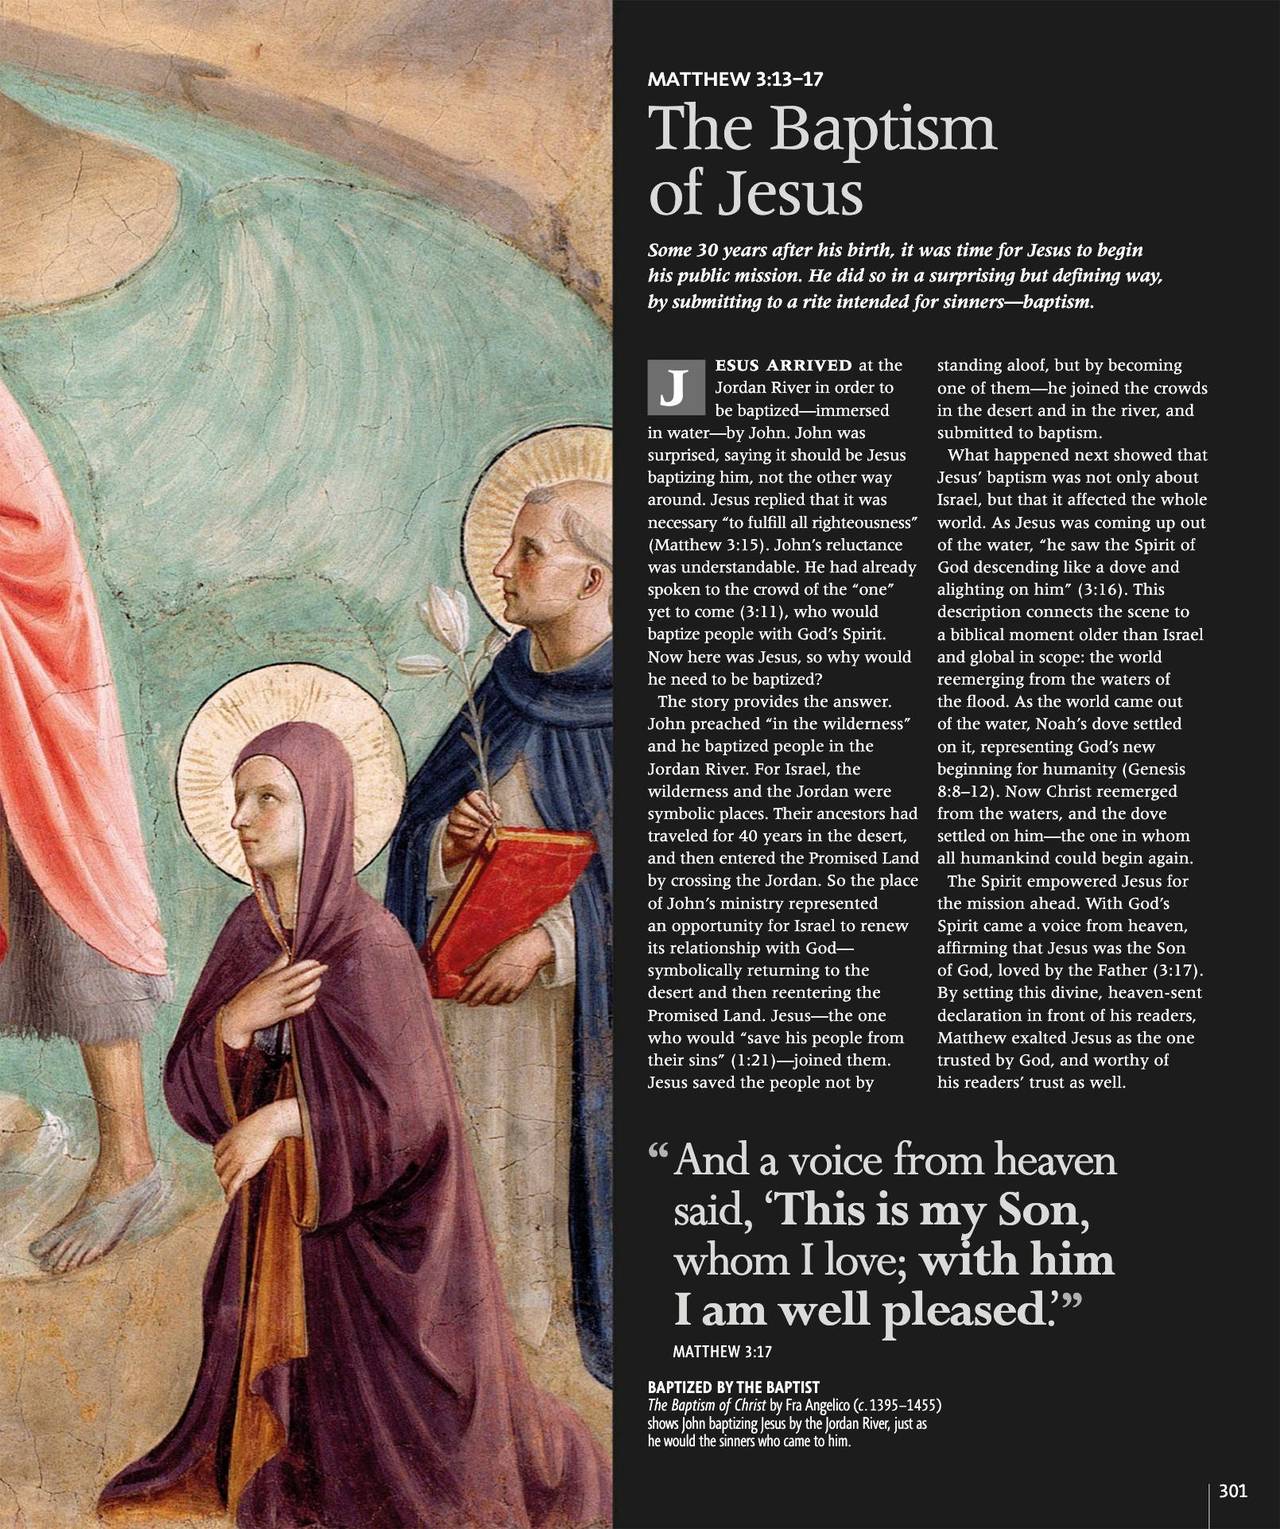 MATTHEW 3:13–17
The Baptism
of Jesus
Some 30 years after his birth, it was time for Jesus to begin
his public mission. He did so in a surprising but defining way,
by submitting to a rite intended for sinners—baptism.
JESUS ARRIVED at the
Jordan River in order to
be baptized—immersed
in water—by John. John was
surprised, saying it should be Jesus
baptizing him, not the other way
around. Jesus replied that it was
necessary “to fulfill all righteousness”
(Matthew 3:15). John’s reluctance
was understandable. He had already
spoken to the crowd of the “one”
yet to come (3:11), who would
baptize people with God’s Spirit.
Now here was Jesus, so why would
he need to be baptized?
The story provides the answer.
John preached “in the wilderness”
and he baptized people in the
Jordan River. For Israel, the
wilderness and the Jordan were
symbolic places. Their ancestors had
traveled for 40 years in the desert,
and then entered the Promised Land
by crossing the Jordan. So the place
of John’s ministry represented
an opportunity for Israel to renew
its relationship with God—
symbolically returning to the
desert and then reentering the
Promised Land. Jesus—the one
who would “save his people from
their sins” (1:21)—joined them.
Jesus saved the people not by
standing aloof, but by becoming
one of them—he joined the crowds
in the desert and in the river, and
submitted to baptism.
What happened next showed that
Jesus’ baptism was not only about
Israel, but that it affected the whole
world. As Jesus was coming up out
of the water, “he saw the Spirit of
God descending like a dove and
alighting on him” (3:16). This
description connects the scene to
a biblical moment older than Israel
and global in scope: the world
reemerging from the waters of
the flood. As the world came out
of the water, Noah’s dove settled
on it, representing God’s new
beginning for humanity (Genesis
8:8–12). Now Christ reemerged
from the waters, and the dove
settled on him—the one in whom
all humankind could begin again.
The Spirit empowered Jesus for
the mission ahead. With God’s
Spirit came a voice from heaven,
affirming that Jesus was the Son
of God, loved by the Father (3:17).
By setting this divine, heaven-sent
declaration in front of his readers,
Matthew exalted Jesus as the one
trusted by God, and worthy of
his readers’ trust as well.
“And a voice from heaven
said, ‘This is my Son,
whom I love; with him
I am well pleased.’”
MATTHEW 3:17
BAPTIZED BY THE BAPTIST
The Baptism of Christ by Fra Angelico (c.1395–1455)
shows John baptizing Jesus by the Jordan River, just as
he would the sinners who came to him.
301